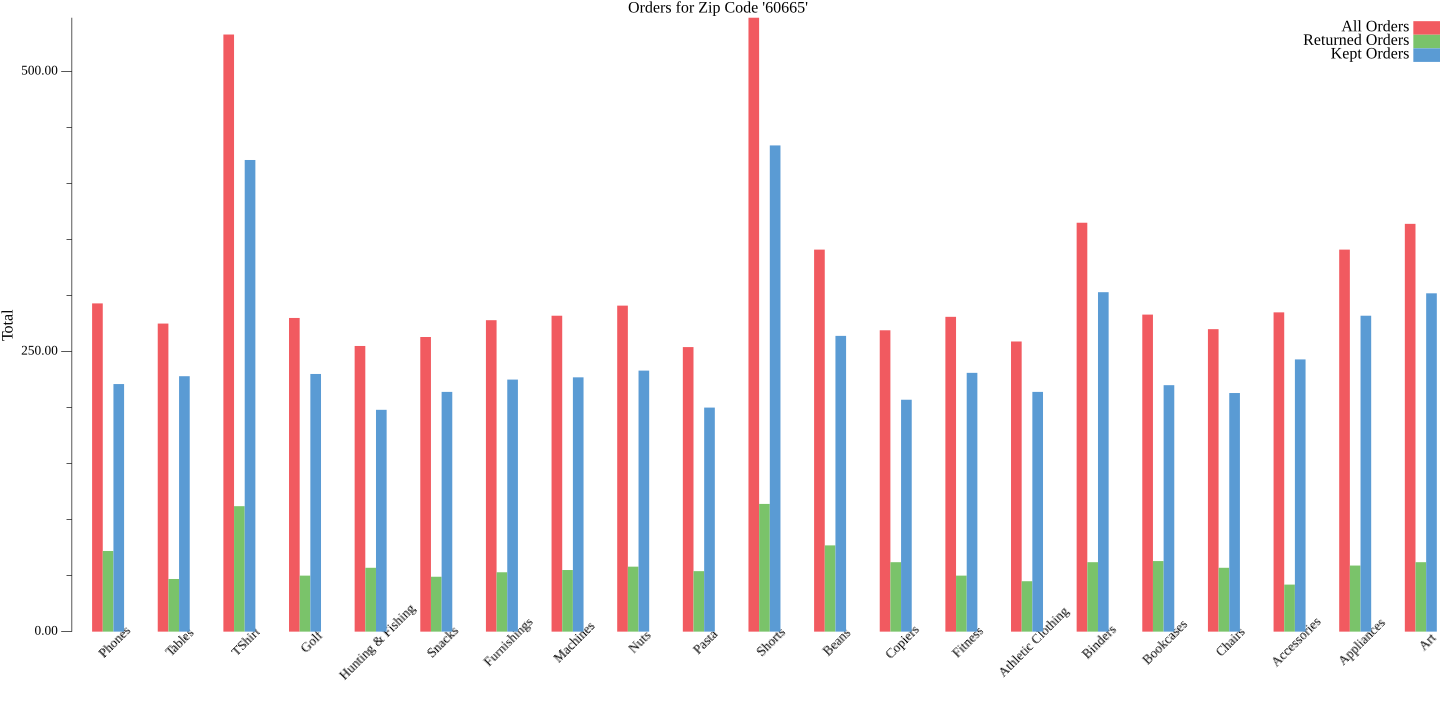 Orders for Zip Code '60665'
All Orders
Returned Orders
Kept Orders
500.00
250.00
0.00
Total
Phones
Tables
TShirt
Golf
Hunting & Fishing
Snacks
Furnishings
Machines
Nuts
Pasta
Shorts
Beans
Copiers
Fitness
Athletic Clothing
Binders
Bookcases
Chairs
Accessories
Appliances
Art